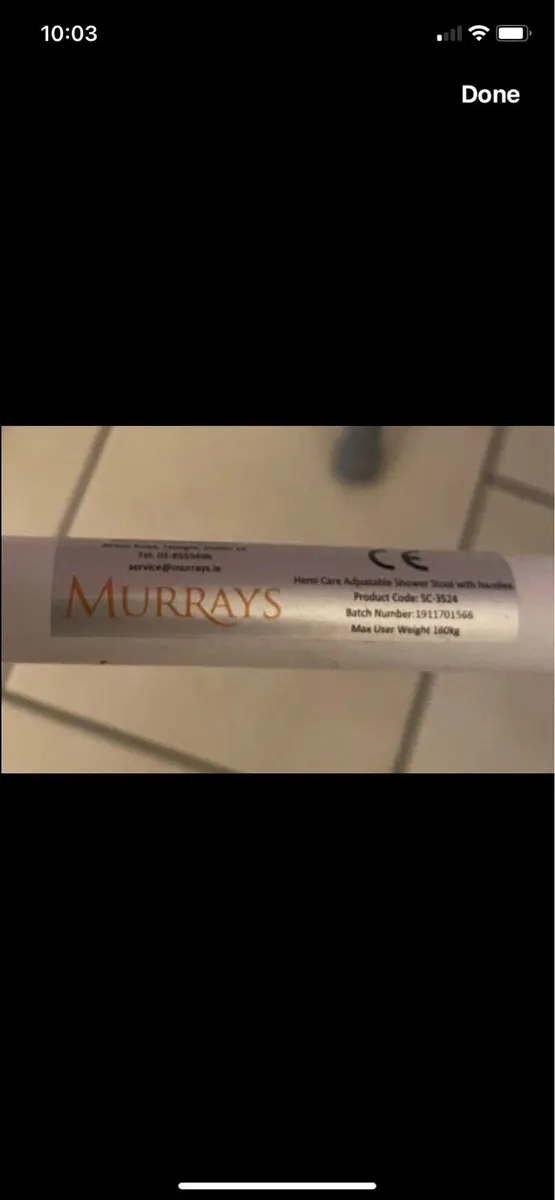 10:03
Done
service@murrays.ie
MURRAYS
CE
Care Adjustable Shower Stool with handles
Product Code: SC-3524
Batch Number: 1911701566
Max User Weight 160kg